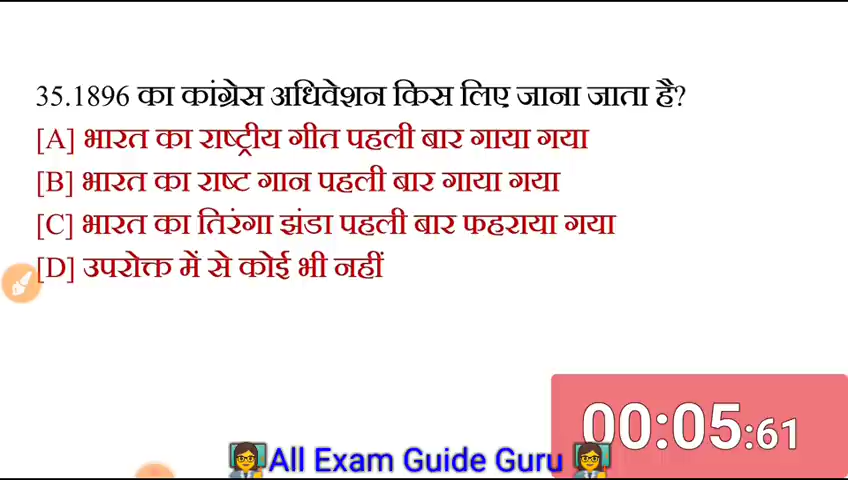 35.1896 का कांग्रेस अधिवेशन किस लिए जाना जाता है?
[A] भारत का राष्ट्रीय गीत पहली बार गाया गया
[B] भारत का राष्ट गान पहली बार गाया गया
[C] भारत का तिरंगा झंडा पहली बार फहराया गया
[D] उपरोक्त में से कोई भी नहीं
00:05:61
All Exam Guide Guru